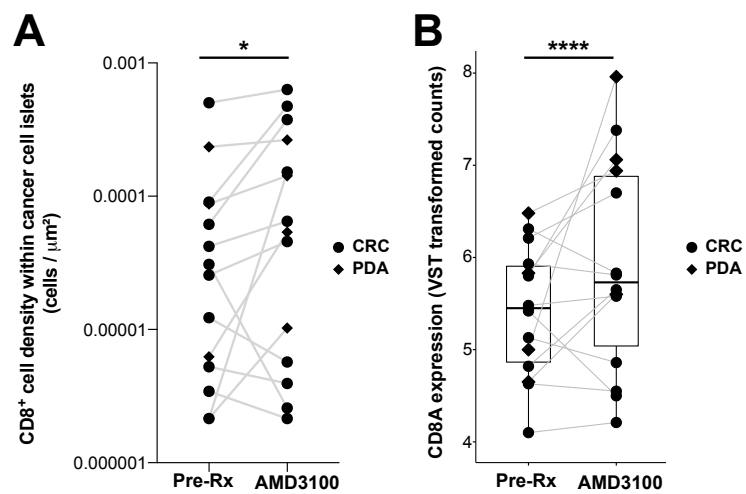 A
*
CD8⁺ cell density within cancer cell islets
(cells / μm²)
0.001
0.0001
0.00001
0.000001
Pre-Rx AMD3100
CRC
PDA
B
****
CD8A expression (VST transformed counts)
8
7
6
5
4
Pre-Rx AMD3100
CRC
PDA